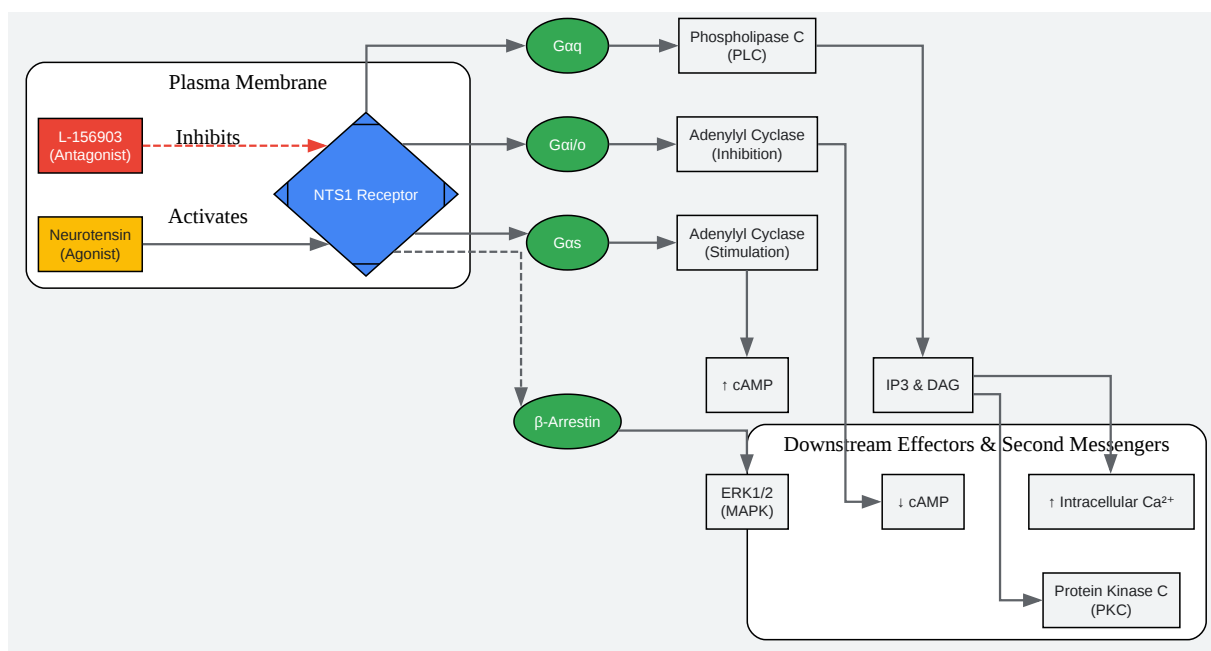 Gαq
Phospholipase C
(PLC)
Plasma Membrane
L-156903
(Antagonist)
Inhibits
Gαi/o
Adenylyl Cyclase
(Inhibition)
NTS1 Receptor
Activates
Neurotensin
(Agonist)
Gαs
Adenylyl Cyclase
(Stimulation)
↑ cAMP
IP3 & DAG
β-Arrestin
Downstream Effectors & Second Messengers
ERK1/2
(MAPK)
↓ cAMP
↑ Intracellular Ca²⁺
Protein Kinase C
(PKC)